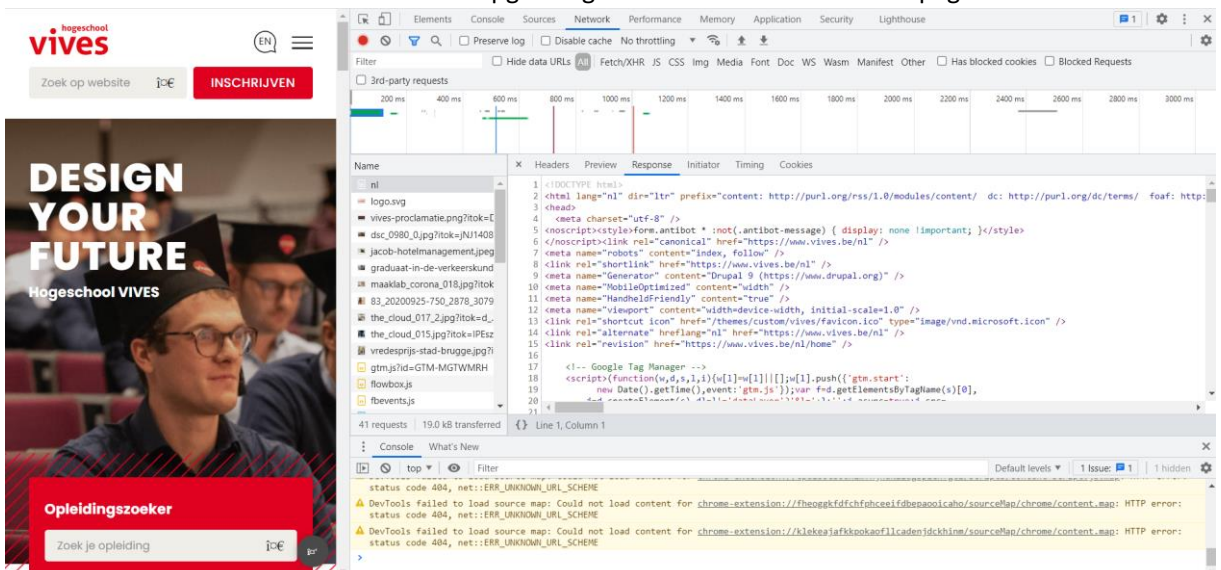 hogeschool
vives
EN
Zoek op website
INSCHRIJVEN
DESIGN
YOUR
FUTURE
Hogeschool VIVES
Opleidingszoeker
Zoek je opleiding
Elements Console Sources Network Performance Memory Application Security Lighthouse 1
Preserve log Disable cache No throttling
Filter Hide data URLs All Fetch/XHR JS CSS Img Media Font Doc WS Wasm Manifest Other Has blocked cookies Blocked Requests
3rd-party requests
200 ms 400 ms 600 ms 800 ms 1000 ms 1200 ms 1400 ms 1600 ms 1800 ms 2000 ms 2200 ms 2400 ms 2600 ms 2800 ms 3000 ms
Name
nl
logo.svg
vives-proclamatie.png?itok=
dsc_0980_0.jpg?itok=jNJ1408
jacob-hotelmanagement.jpeg
graduaat-in-de-verkeerskund
maaklab_corona_018.jpg?itok
83_20200925-750_2878_3079
the_cloud_017_2.jpg?itok=d_
the_cloud_015.jpg?itok=IPEsz
vredesprijs-stad-brugge.jpg?i
gtm.js?id=GTM-MGTWMRH
flowbox.js
fbevents.js
41 requests 19.0 kB transferred
× Headers Preview Response Initiator Timing Cookies
1 <!DOCTYPE html>
2 <html lang="nl" dir="ltr" prefix="content: http://purl.org/rss/1.0/modules/content/ dc: http://purl.org/dc/terms/ foaf: http:
3 <head>
4 <meta charset="utf-8" />
5 <noscript><style>form.antibot * :not(.antibot-message) { display: none !important; }</style>
6 </noscript><link rel="canonical" href="https://www.vives.be/nl" />
7 <meta name="robots" content="index, follow" />
8 <link rel="shortlink" href="https://www.vives.be/nl" />
9 <meta name="Generator" content="Drupal 9 (https://www.drupal.org)" />
10 <meta name="MobileOptimized" content="width" />
11 <meta name="HandheldFriendly" content="true" />
12 <meta name="viewport" content="width=device-width, initial-scale=1.0" />
13 <link rel="shortcut icon" href="/themes/custom/vives/favicon.ico" type="image/vnd.microsoft.icon" />
14 <link rel="alternate" hreflang="nl" href="https://www.vives.be/nl" />
15 <link rel="revision" href="https://www.vives.be/nl/home" />
16
17 <!-- Google Tag Manager -->
18 <script>(function(w,d,s,l,i){w[l]=w[l]||[];w[l].push({'gtm.start':
19 new Date().getTime(),event:'gtm.js'});var f=d.getElementsByTagName(s)[0],
20
21
{} Line 1, Column 1
Console What's New
top Filter Default levels 1 Issue: 1 1 hidden
status code 404, net::ERR_UNKNOWN_URL_SCHEME
DevTools failed to load source map: Could not load content for chrome-extension://fheoggkfdfchfphceeifdbepaooicaho/sourceMap/chrome/content.map: HTTP error:
status code 404, net::ERR_UNKNOWN_URL_SCHEME
DevTools failed to load source map: Could not load content for chrome-extension://klekeajafkkpokaofllcadenjdckhinm/sourceMap/chrome/content.map: HTTP error:
status code 404, net::ERR_UNKNOWN_URL_SCHEME